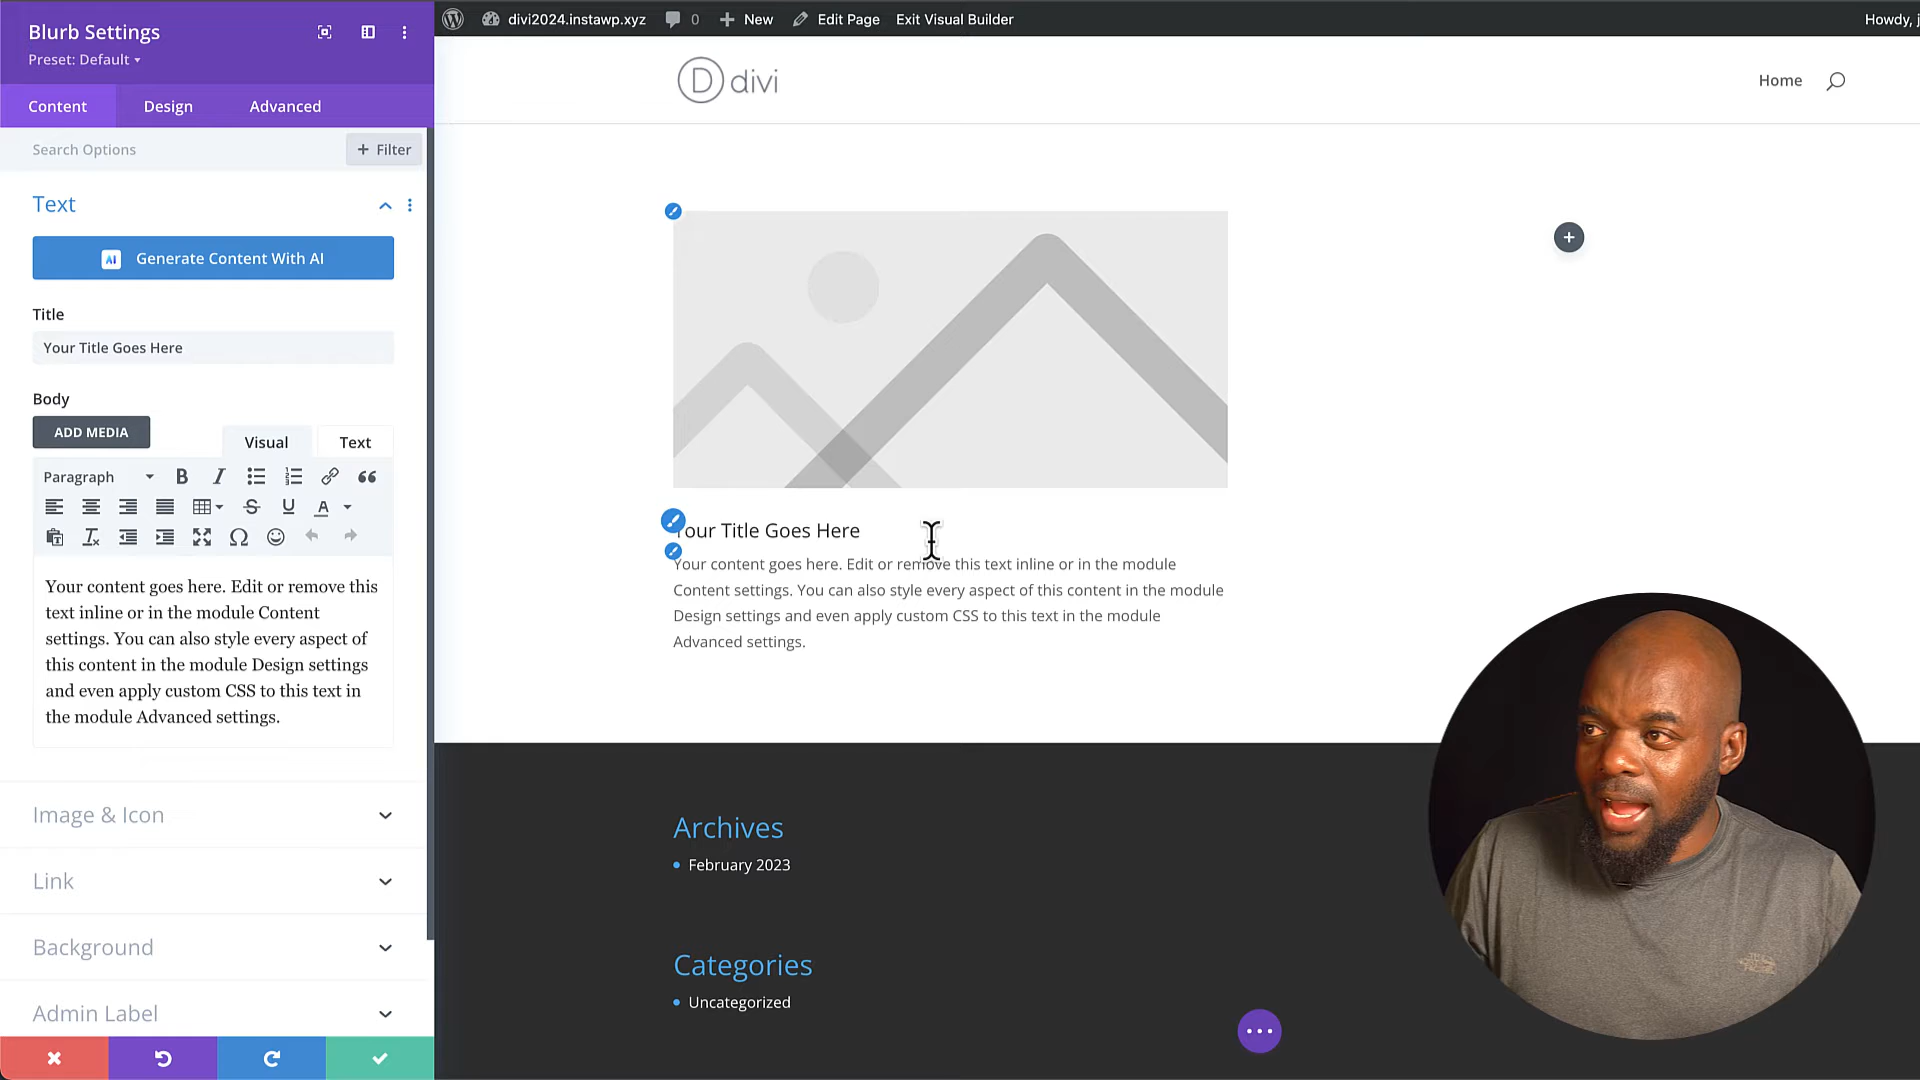 Blurb Settings
Preset: Default
Content
Design
Advanced
Search Options
+ Filter
Text
AI Generate Content With AI
Title
Your Title Goes Here
Body
ADD MEDIA
Visual
Text
Paragraph
Your content goes here. Edit or remove this
text inline or in the module Content
settings. You can also style every aspect of
this content in the module Design settings
and even apply custom CSS to this text in
the module Advanced settings.
Image & Icon
Link
Background
Admin Label
divi2024.instawp.xyz
0
New
Edit Page
Exit Visual Builder
Howdy, j
D divi
Home
Your Title Goes Here
Your content goes here. Edit or remove this text inline or in the module
Content settings. You can also style every aspect of this content in the module
Design settings and even apply custom CSS to this text in the module
Advanced settings.
Archives
February 2023
Categories
Uncategorized